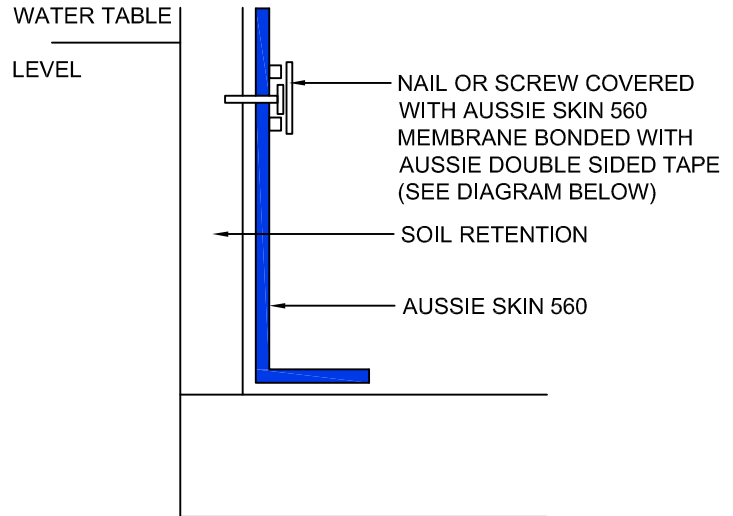 WATER TABLE
LEVEL
NAIL OR SCREW COVERED
WITH AUSSIE SKIN 560
MEMBRANE BONDED WITH
AUSSIE DOUBLE SIDED TAPE
(SEE DIAGRAM BELOW)
SOIL RETENTION
AUSSIE SKIN 560